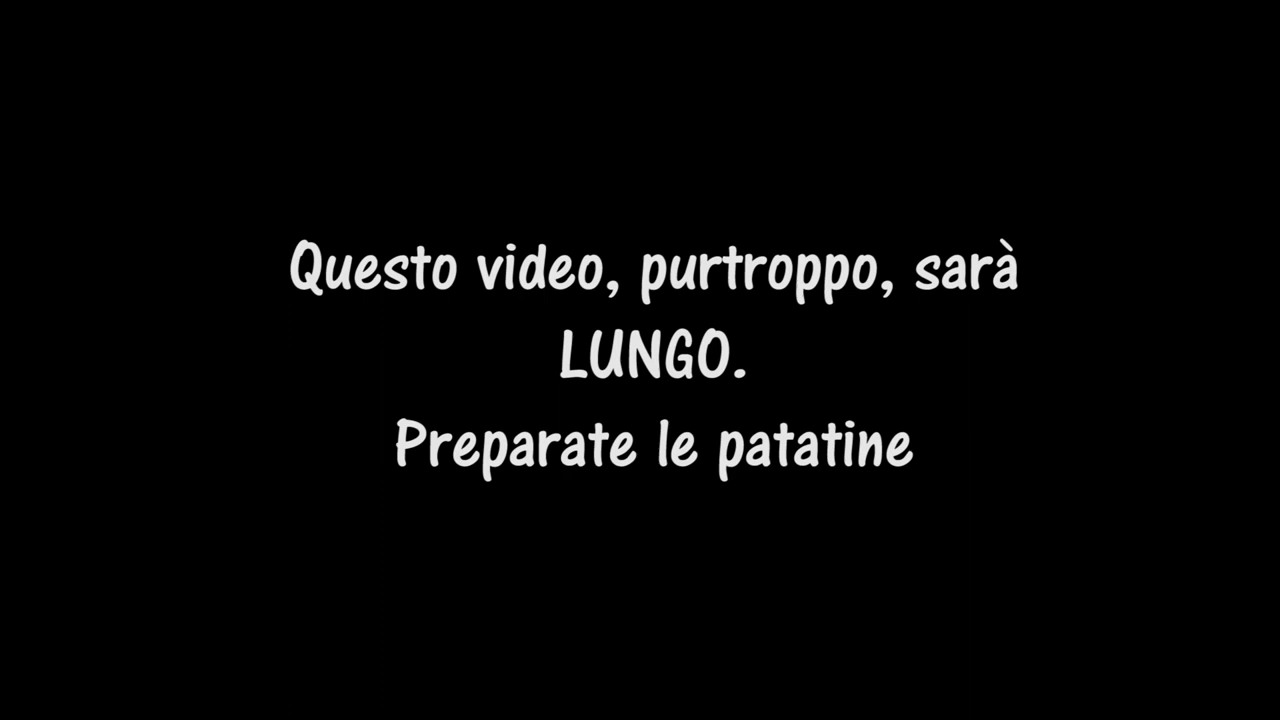 Questo video, purtroppo, sarà
LUNGO.
Preparate le patatine